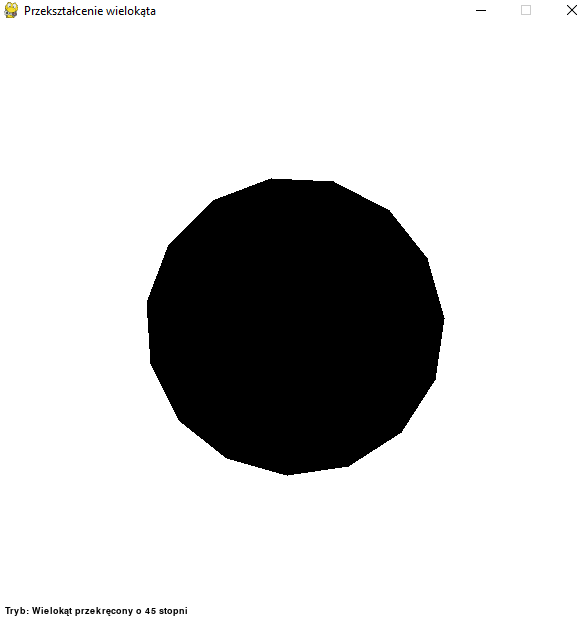 Przekształcenie wielokąta
Tryb: Wielokąt przekręcony o 45 stopni